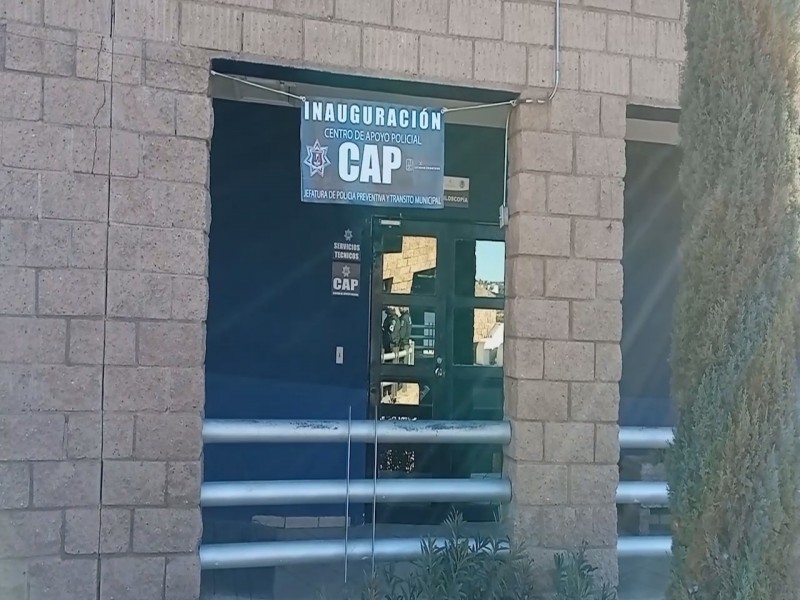 INAUGURACIÓN
CENTRO DE APOYO POLICIAL
CAP
JEFATURA DE POLICIA PREVENTIVA Y TRANSITO MUNICIPAL
SERVICIOS
TECNICOS
CAP